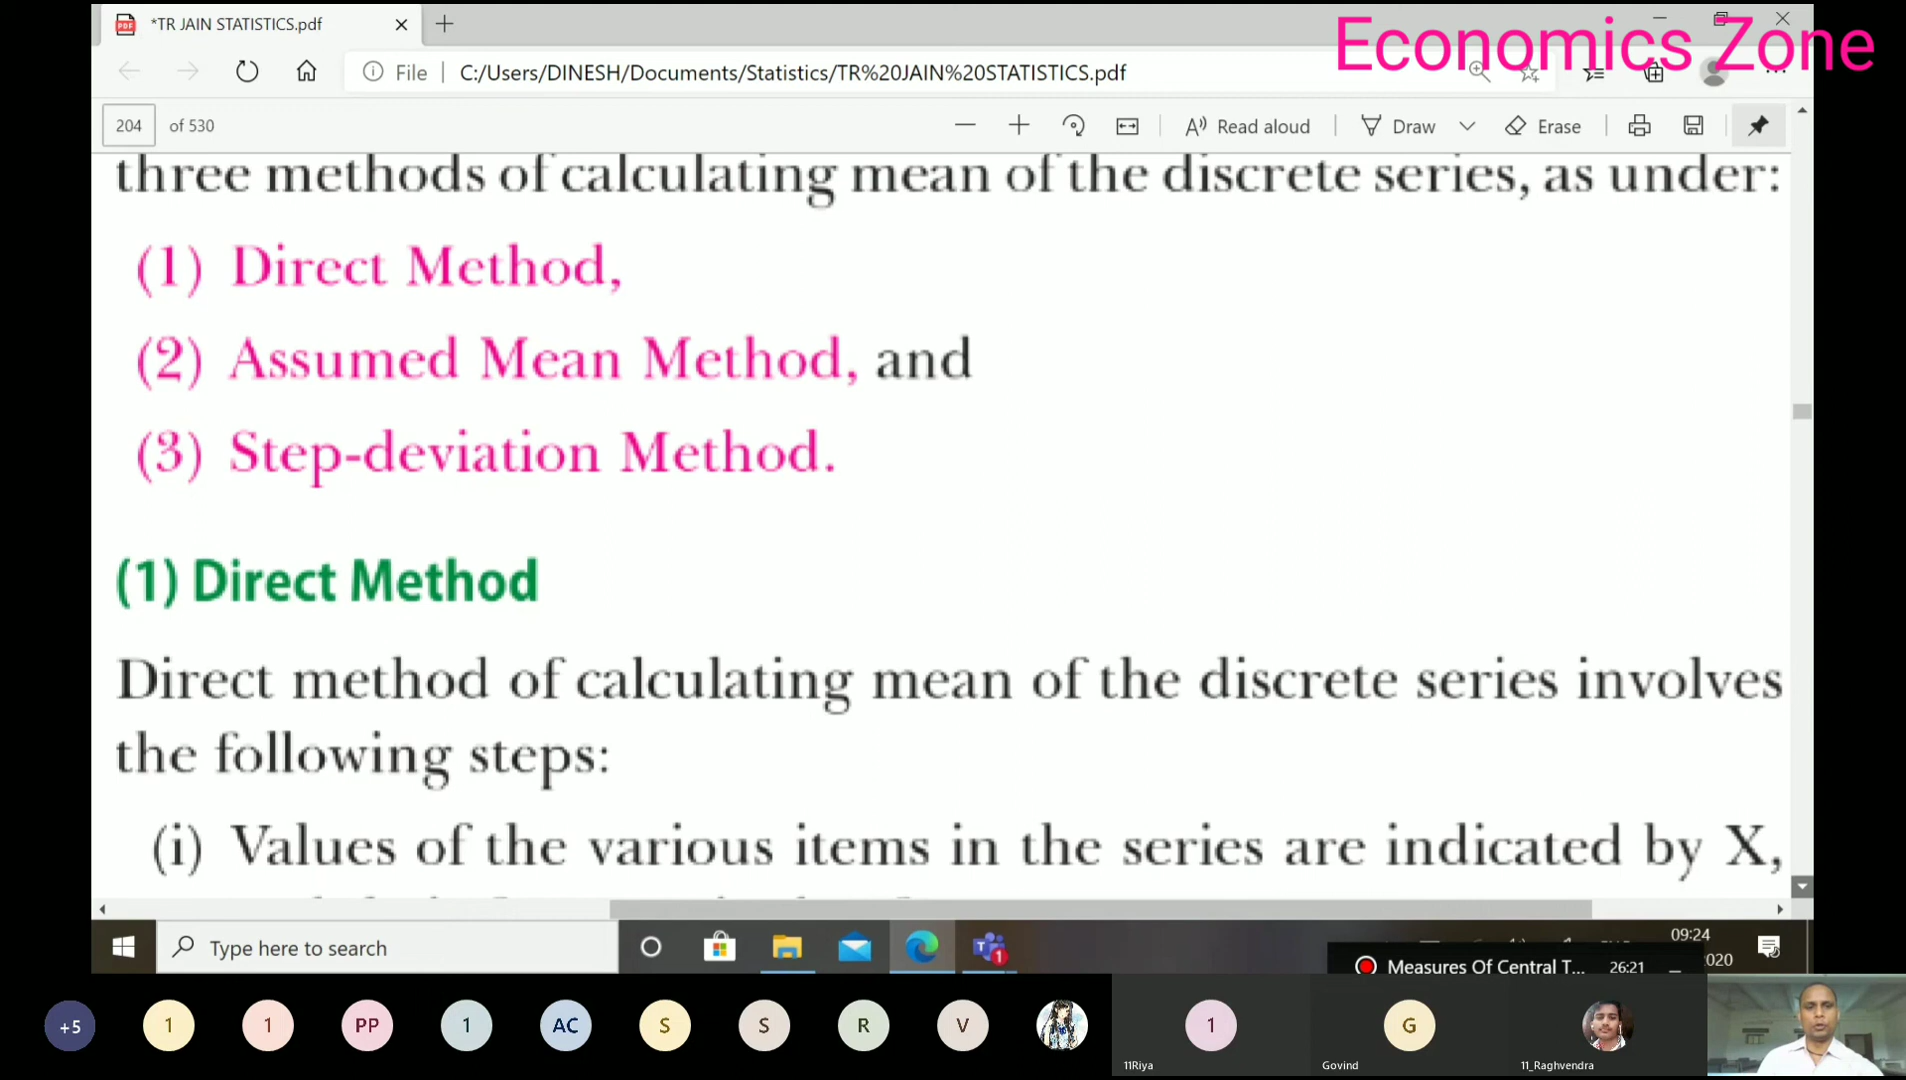 *TR JAIN STATISTICS.pdf
Economics Zone
File
C:/Users/DINESH/Documents/Statistics/TR%20JAIN%20STATISTICS.pdf
204 of 530
Read aloud
Draw
Erase
three methods of calculating mean of the discrete series, as under:
(1) Direct Method,
(2) Assumed Mean Method, and
(3) Step-deviation Method.
(1) Direct Method
Direct method of calculating mean of the discrete series involves
the following steps:
(i) Values of the various items in the series are indicated by X,
Type here to search
1
09:24
020
Measures Of Central T... 26:21
+5
1
1
PP
1
AC
S
S
R
V
1
G
11Riya
Govind
11_Raghvendra